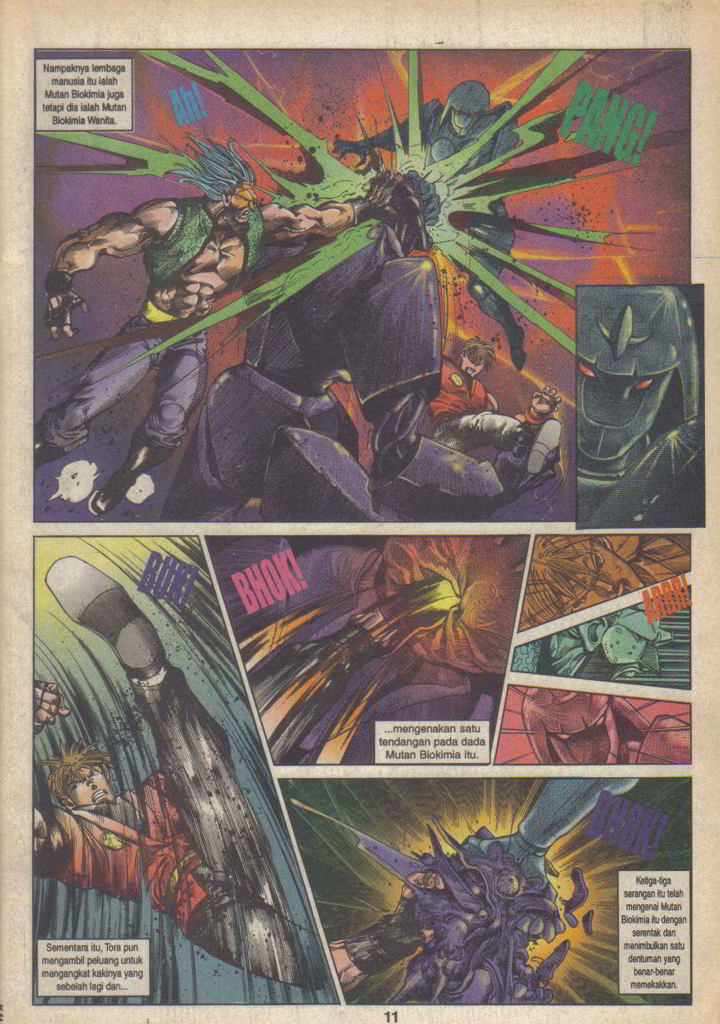 Nampaknya lembaga
manusia itu ialah
Mutan Biokimia juga
tetapi dia ialah Mutan
Biokimia Wanita.
Ah!
PANG!
BUK!
BHOK!
...mengenakan satu
tendangan pada dada
Mutan Biokimia itu.
ARRR!
Sementara itu, Tora pun
mengambil peluang untuk
mengangkat kakinya yang
sebelah lagi dan...
BHOK!
Ketiga-tiga
serangan itu telah
mengenai Mutan
Biokimia itu dengan
serentak dan
menimbulkan satu
dentuman yang
benar-benar
memekakkan.
11